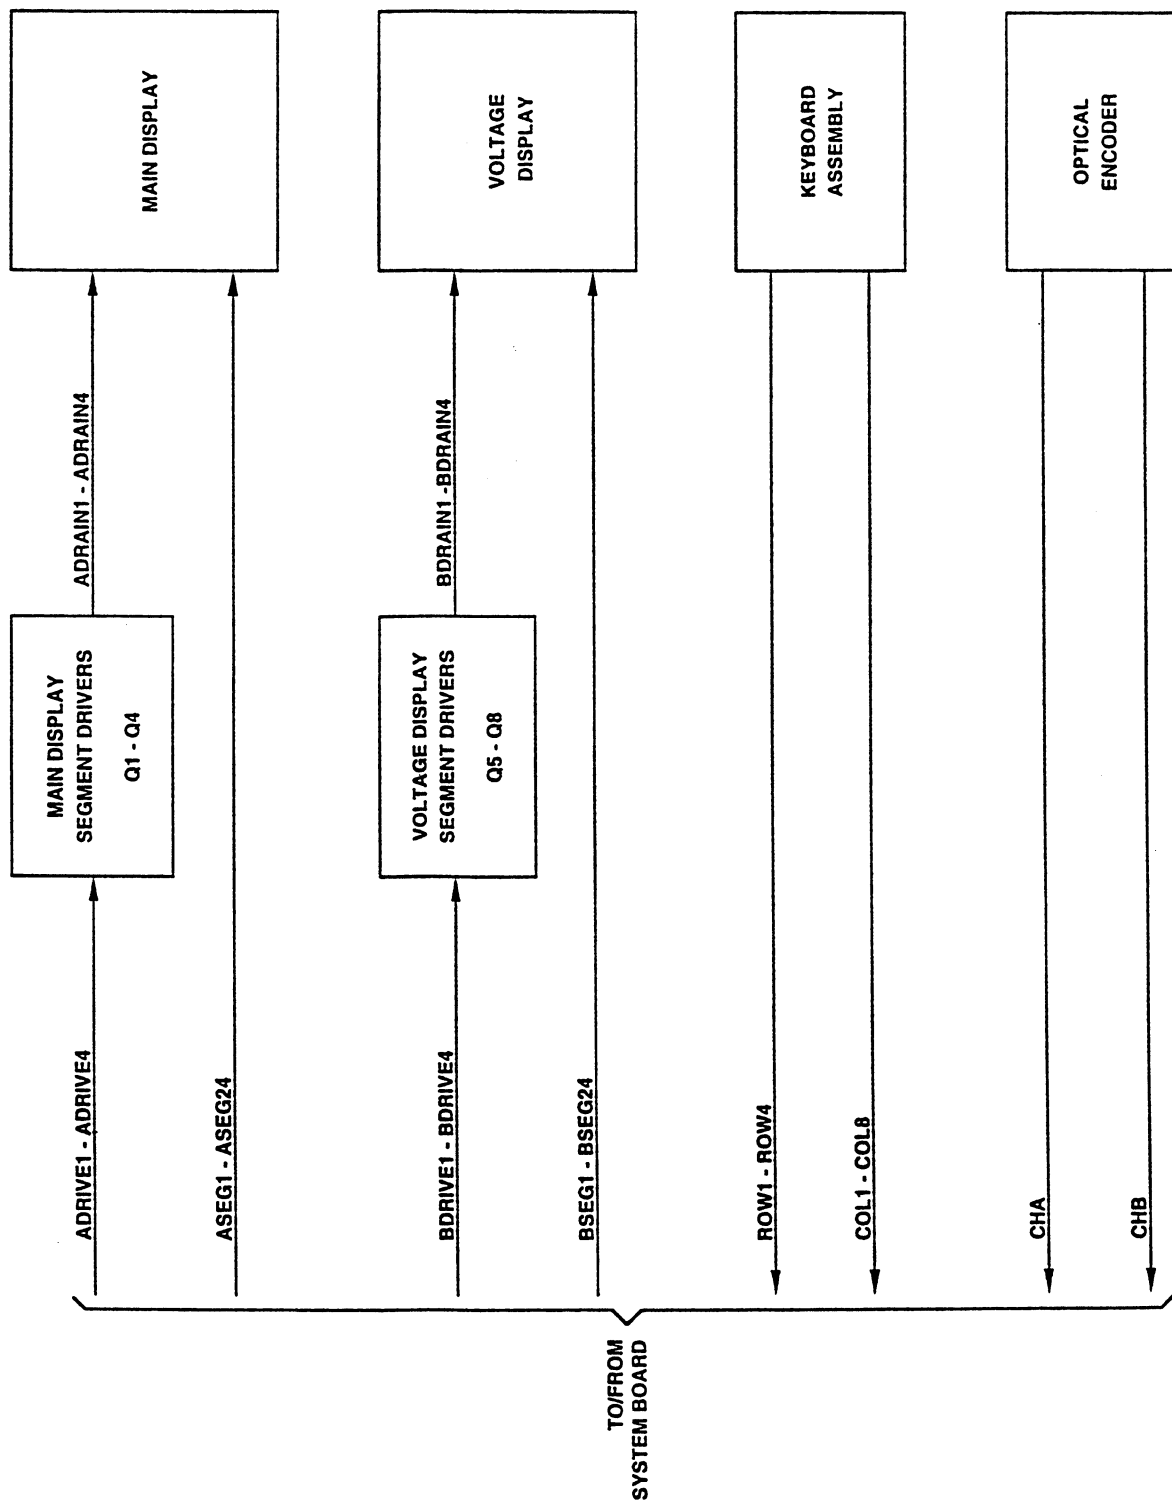 MAIN DISPLAY
ADRAIN1 - ADRAIN4
MAIN DISPLAY
SEGMENT DRIVERS
Q1 - Q4
ADRIVE1 - ADRIVE4
ASEG1 - ASEG24
VOLTAGE
DISPLAY
BDRAIN1 -BDRAIN4
VOLTAGE DISPLAY
SEGMENT DRIVERS
Q5 - Q8
BDRIVE1 - BDRIVE4
BSEG1 - BSEG24
KEYBOARD
ASSEMBLY
ROW1 - ROW4
COL1 - COL8
OPTICAL
ENCODER
CHA
CHB
TO/FROM
SYSTEM BOARD